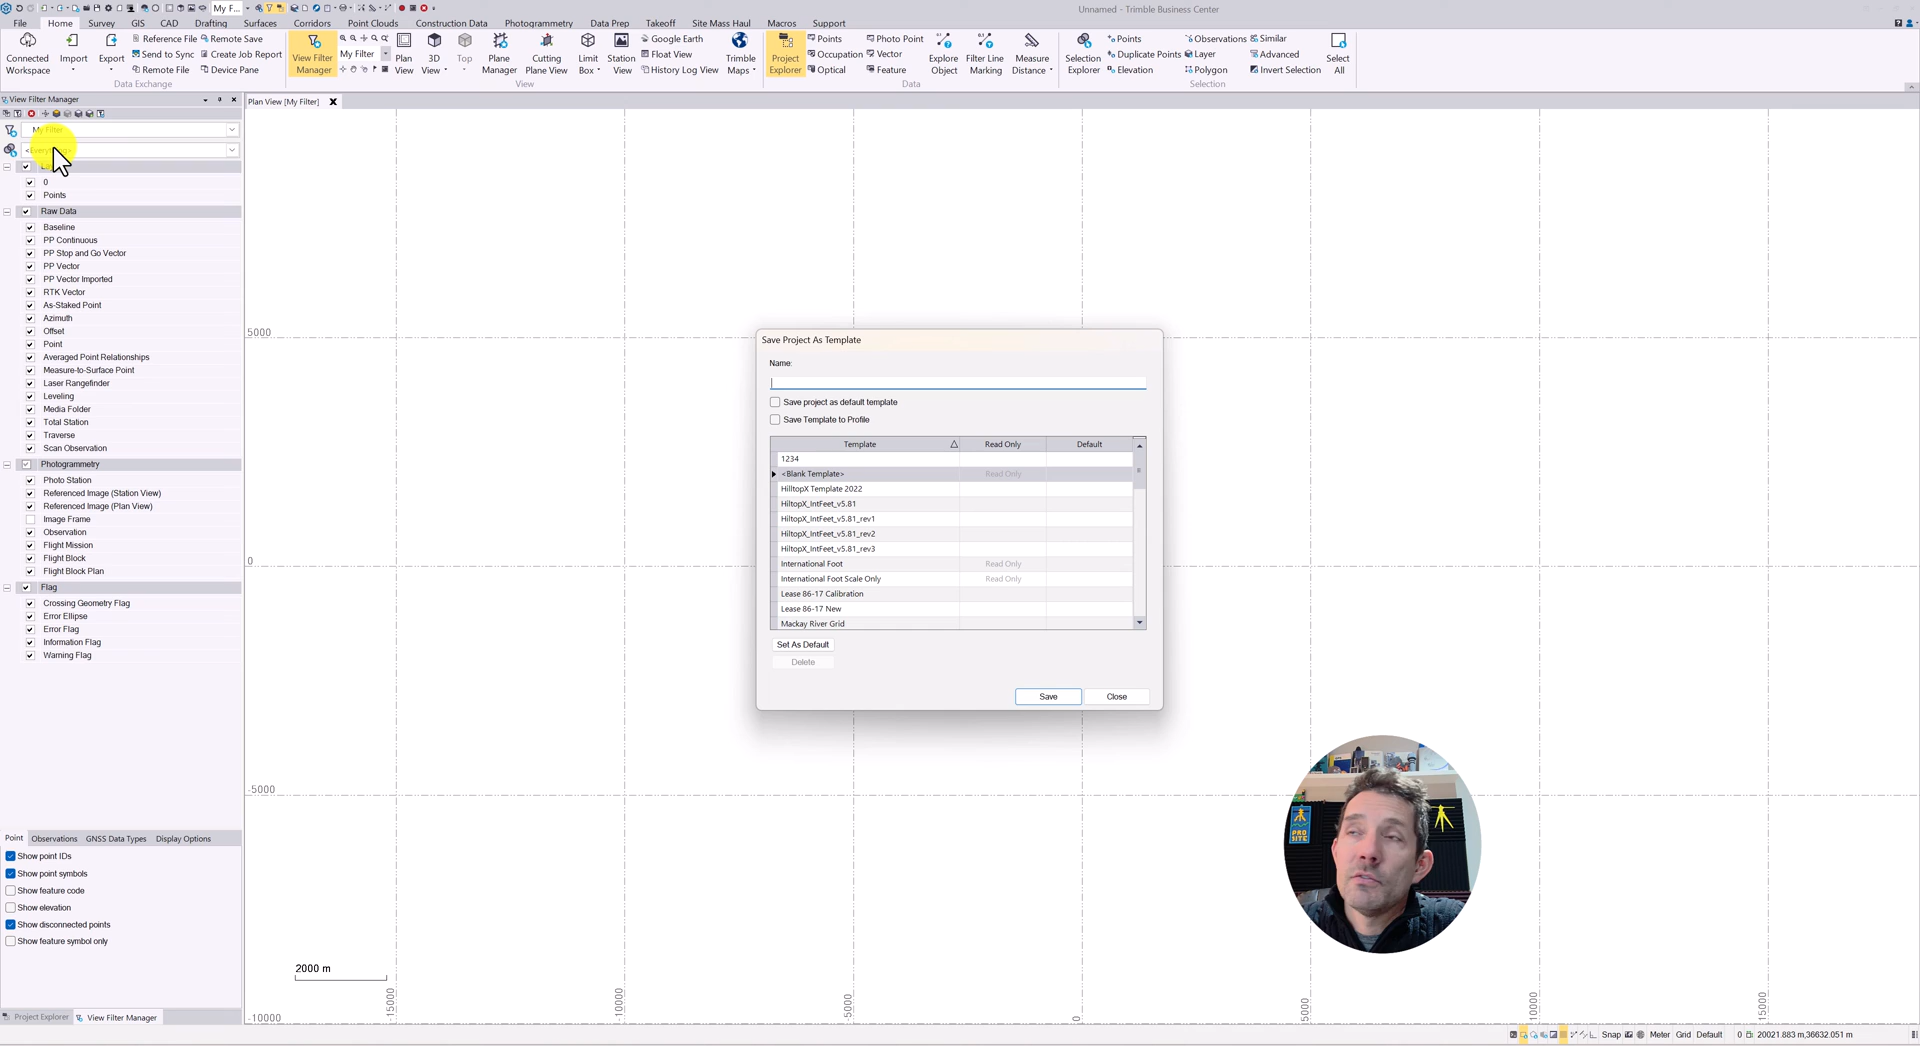 My F...
Unnamed - Trimble Business Center
File Home Survey GIS CAD Drafting Surfaces Corridors Point Clouds Construction Data Photogrammetry Data Prep Takeoff Site Mass Haul Macros Support
Connected Workspace
Import
Export
Reference File
Send to Sync
Remote File
Remote Save
Create Job Report
Device Pane
Data Exchange
View Filter Manager
My Filter
Plan View
3D View
Top
Plane Manager
Cutting Plane View
Limit Box
Station View
Google Earth
Float View
History Log View
Trimble Maps
View
Project Explorer
Points
Occupation
Optical
Photo Point
Vector
Feature
Explore Object
Filter Line Marking
Measure Distance
Data
Selection Explorer
Points
Duplicate Points
Elevation
Observations
Layer
Polygon
Similar
Advanced
Invert Selection
Select All
Selection
View Filter Manager
Plan View [My Filter]
My Filter
0
Points
Raw Data
Baseline
PP Continuous
PP Stop and Go Vector
PP Vector
PP Vector Imported
RTK Vector
As-Staked Point
Azimuth
Offset
Point
Averaged Point Relationships
Measure-to-Surface Point
Laser Rangefinder
Leveling
Media Folder
Total Station
Traverse
Scan Observation
Photogrammetry
Photo Station
Referenced Image (Station View)
Referenced Image (Plan View)
Image Frame
Observation
Flight Mission
Flight Block
Flight Block Plan
Flag
Crossing Geometry Flag
Error Ellipse
Error Flag
Information Flag
Warning Flag
Point Observations GNSS Data Types Display Options
Show point IDs
Show point symbols
Show feature code
Show elevation
Show disconnected points
Show feature symbol only
Project Explorer View Filter Manager
5000
0
-5000
-10000
2000 m
-15000
-10000
-5000
0
5000
10000
15000
Save Project As Template
Name:
Save project as default template
Save Template to Profile
Template Read Only Default
1234
<Blank Template> Read Only
HilltopX Template 2022
HiltopX_IntFeet_v5.81
HiltopX_IntFeet_v5.81_rev1
HiltopX_IntFeet_v5.81_rev2
HiltopX_IntFeet_v5.81_rev3
International Foot Read Only
International Foot Scale Only Read Only
Lease 86-17 Calibration
Lease 86-17 New
Mackay River Grid
Set As Default
Delete
Save Close
PRO
SITE
Snap Meter Grid Default 0 20021.883 m,36632.051 m